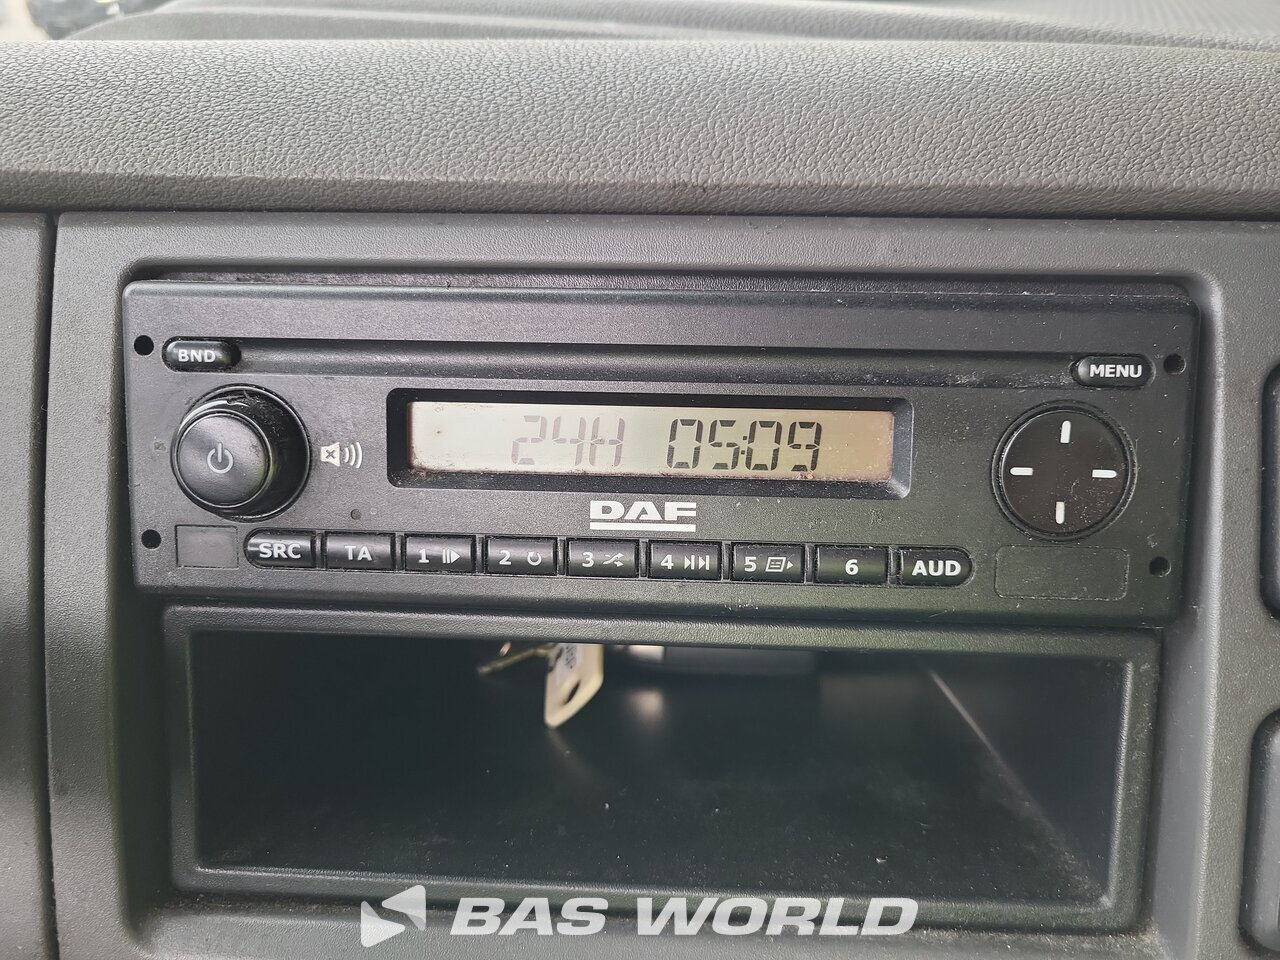 BND
MENU
24H 05:09
DAF
SRC TA 1 2 3 4 5 6 AUD
BAS WORLD